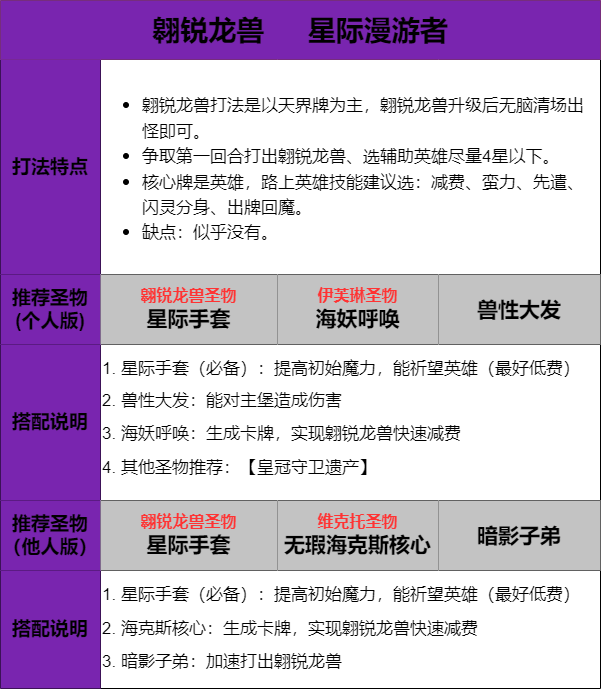 翱锐龙兽 星际漫游者
打法特点
翱锐龙兽打法是以天界牌为主，翱锐龙兽升级后无脑清场出
怪即可。
争取第一回合打出翱锐龙兽、选辅助英雄尽量4星以下。
核心牌是英雄，路上英雄技能建议选：减费、蛮力、先遣、
闪灵分身、出牌回魔。
缺点：似乎没有。
推荐圣物
(个人版)
翱锐龙兽圣物
星际手套
伊芙琳圣物
海妖呼唤
兽性大发
搭配说明
1. 星际手套（必备）：提高初始魔力，能祈望英雄（最好低费）
2. 兽性大发：能对主堡造成伤害
3. 海妖呼唤：生成卡牌，实现翱锐龙兽快速减费
4. 其他圣物推荐：【皇冠守卫遗产】
推荐圣物
（他人版）
翱锐龙兽圣物
星际手套
维克托圣物
无瑕海克斯核心
暗影子弟
搭配说明
1. 星际手套（必备）：提高初始魔力，能祈望英雄（最好低费）
2. 海克斯核心：生成卡牌，实现翱锐龙兽快速减费
3. 暗影子弟：加速打出翱锐龙兽